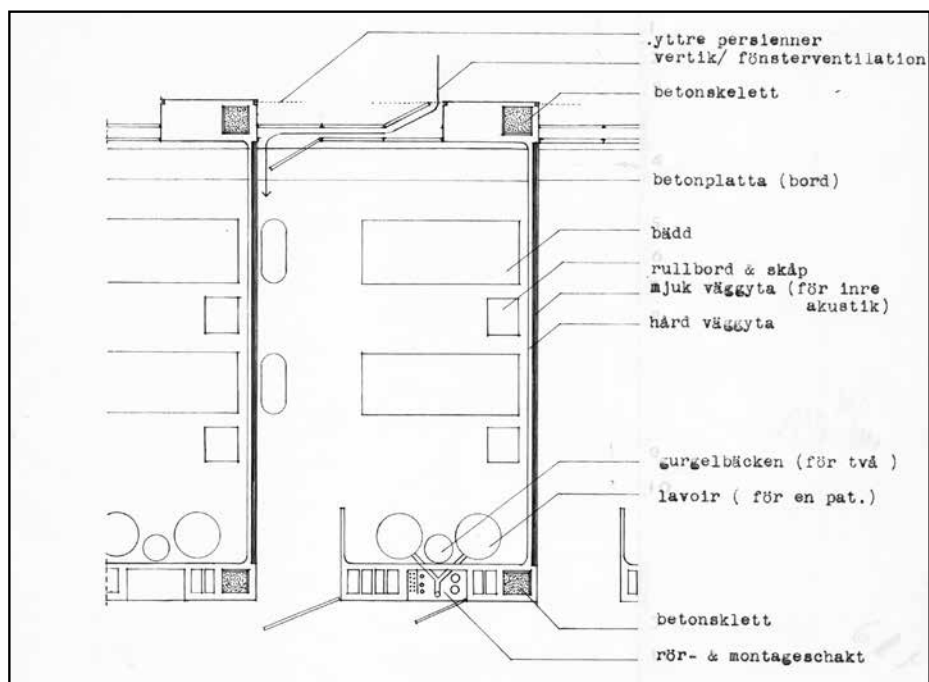 yttre persienner
vertik/ fönsterventilation
betonskelett
betonplatta (bord)
bädd
rullbord & skåp
mjuk väggyta (för inre
akustik)
hård väggyta
gurgelbäcken (för två )
lavoir ( för en pat.)
betonsklett
rör- & montageschakt